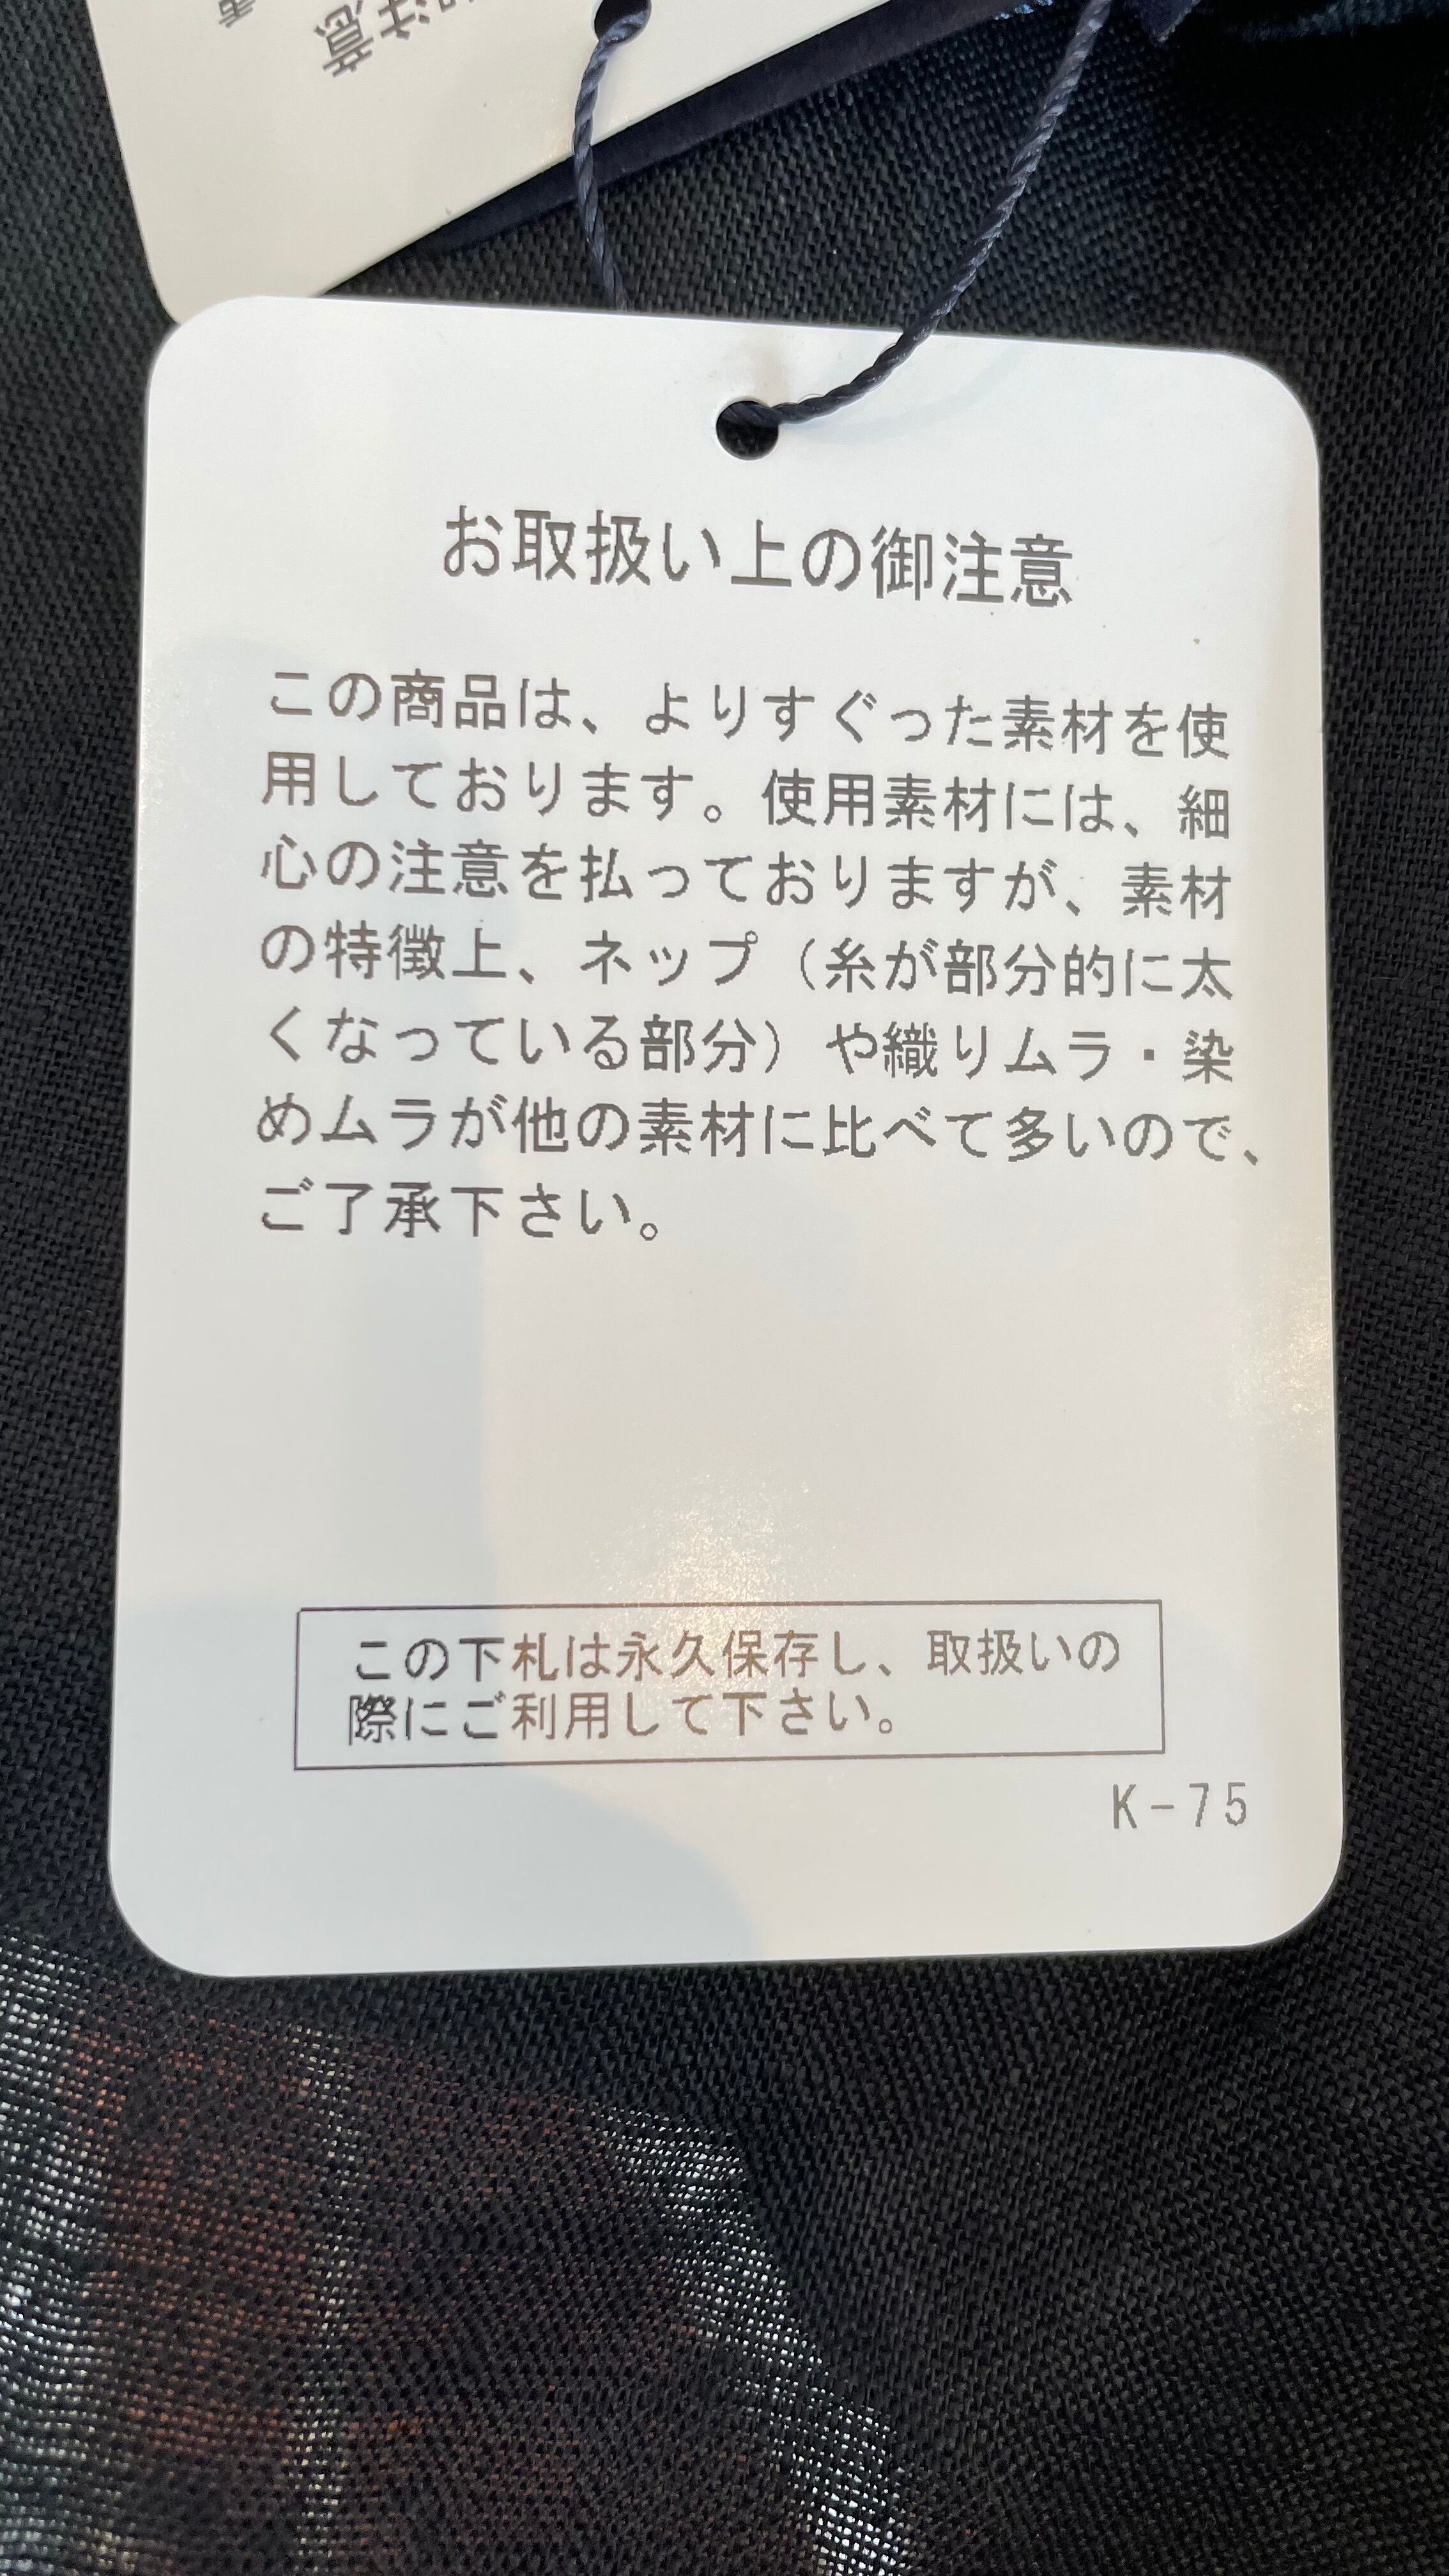 注意
お取扱い上の御注意
この商品は、よりすぐった素材を使
用しております。使用素材には、細
心の注意を払っておりますが、素材
の特徴上、ネップ（糸が部分的に太
くなっている部分）や織りムラ・染
めムラが他の素材に比べて多いので、
ご了承下さい。
この下札は永久保存し、取扱いの
際にご利用して下さい。
K-75